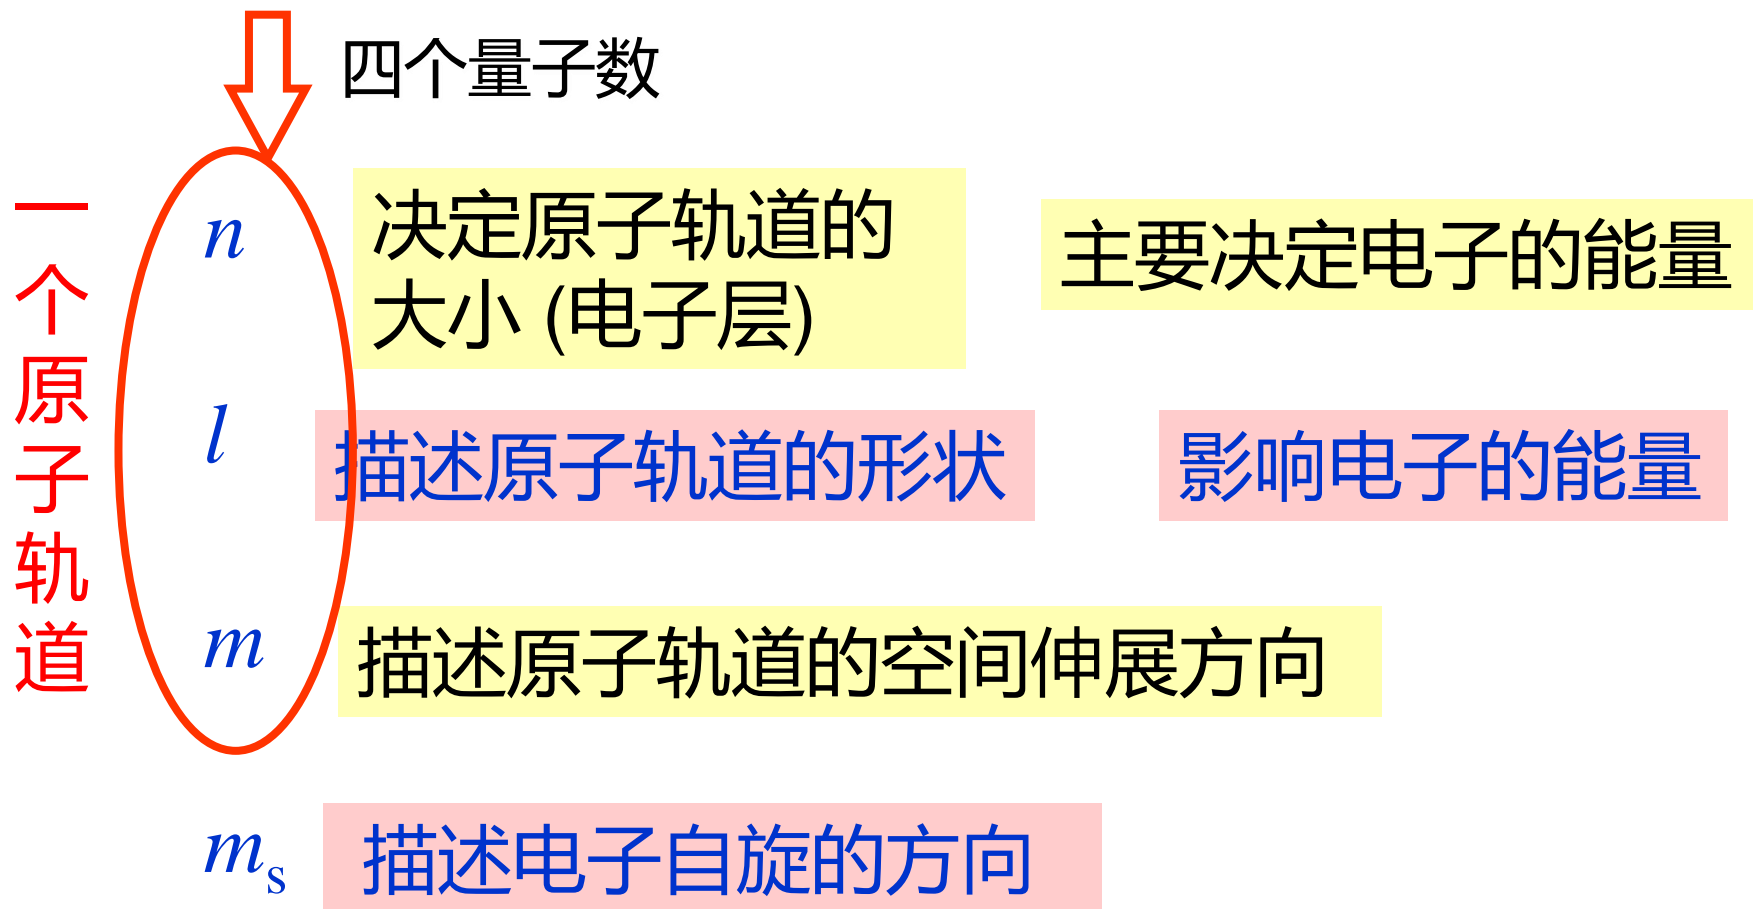 四个量子数
一个原子轨道
n
决定原子轨道的
大小 (电子层)
主要决定电子的能量
l
描述原子轨道的形状
影响电子的能量
m
描述原子轨道的空间伸展方向
mₛ
描述电子自旋的方向